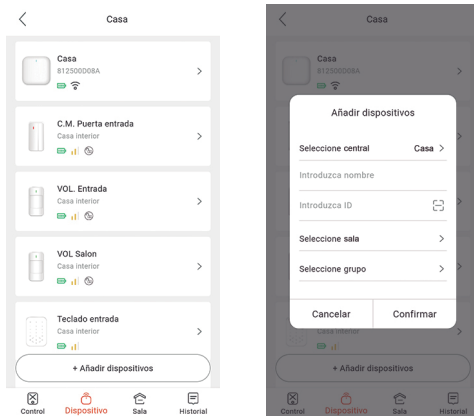 Casa
Casa
812500D08A
C.M. Puerta entrada
Casa interior
VOL. Entrada
Casa interior
VOL Salon
Casa interior
Teclado entrada
Casa interior
+ Añadir dispositivos
Control
Dispositivo
Sala
Historial
Casa
Casa
812500D08A
Añadir dispositivos
Seleccione central
Casa
Introduzca nombre
Introduzca ID
Seleccione sala
Seleccione grupo
Cancelar
Confirmar
Casa interior
+ Añadir dispositivos
Control
Dispositivo
Sala
Historial